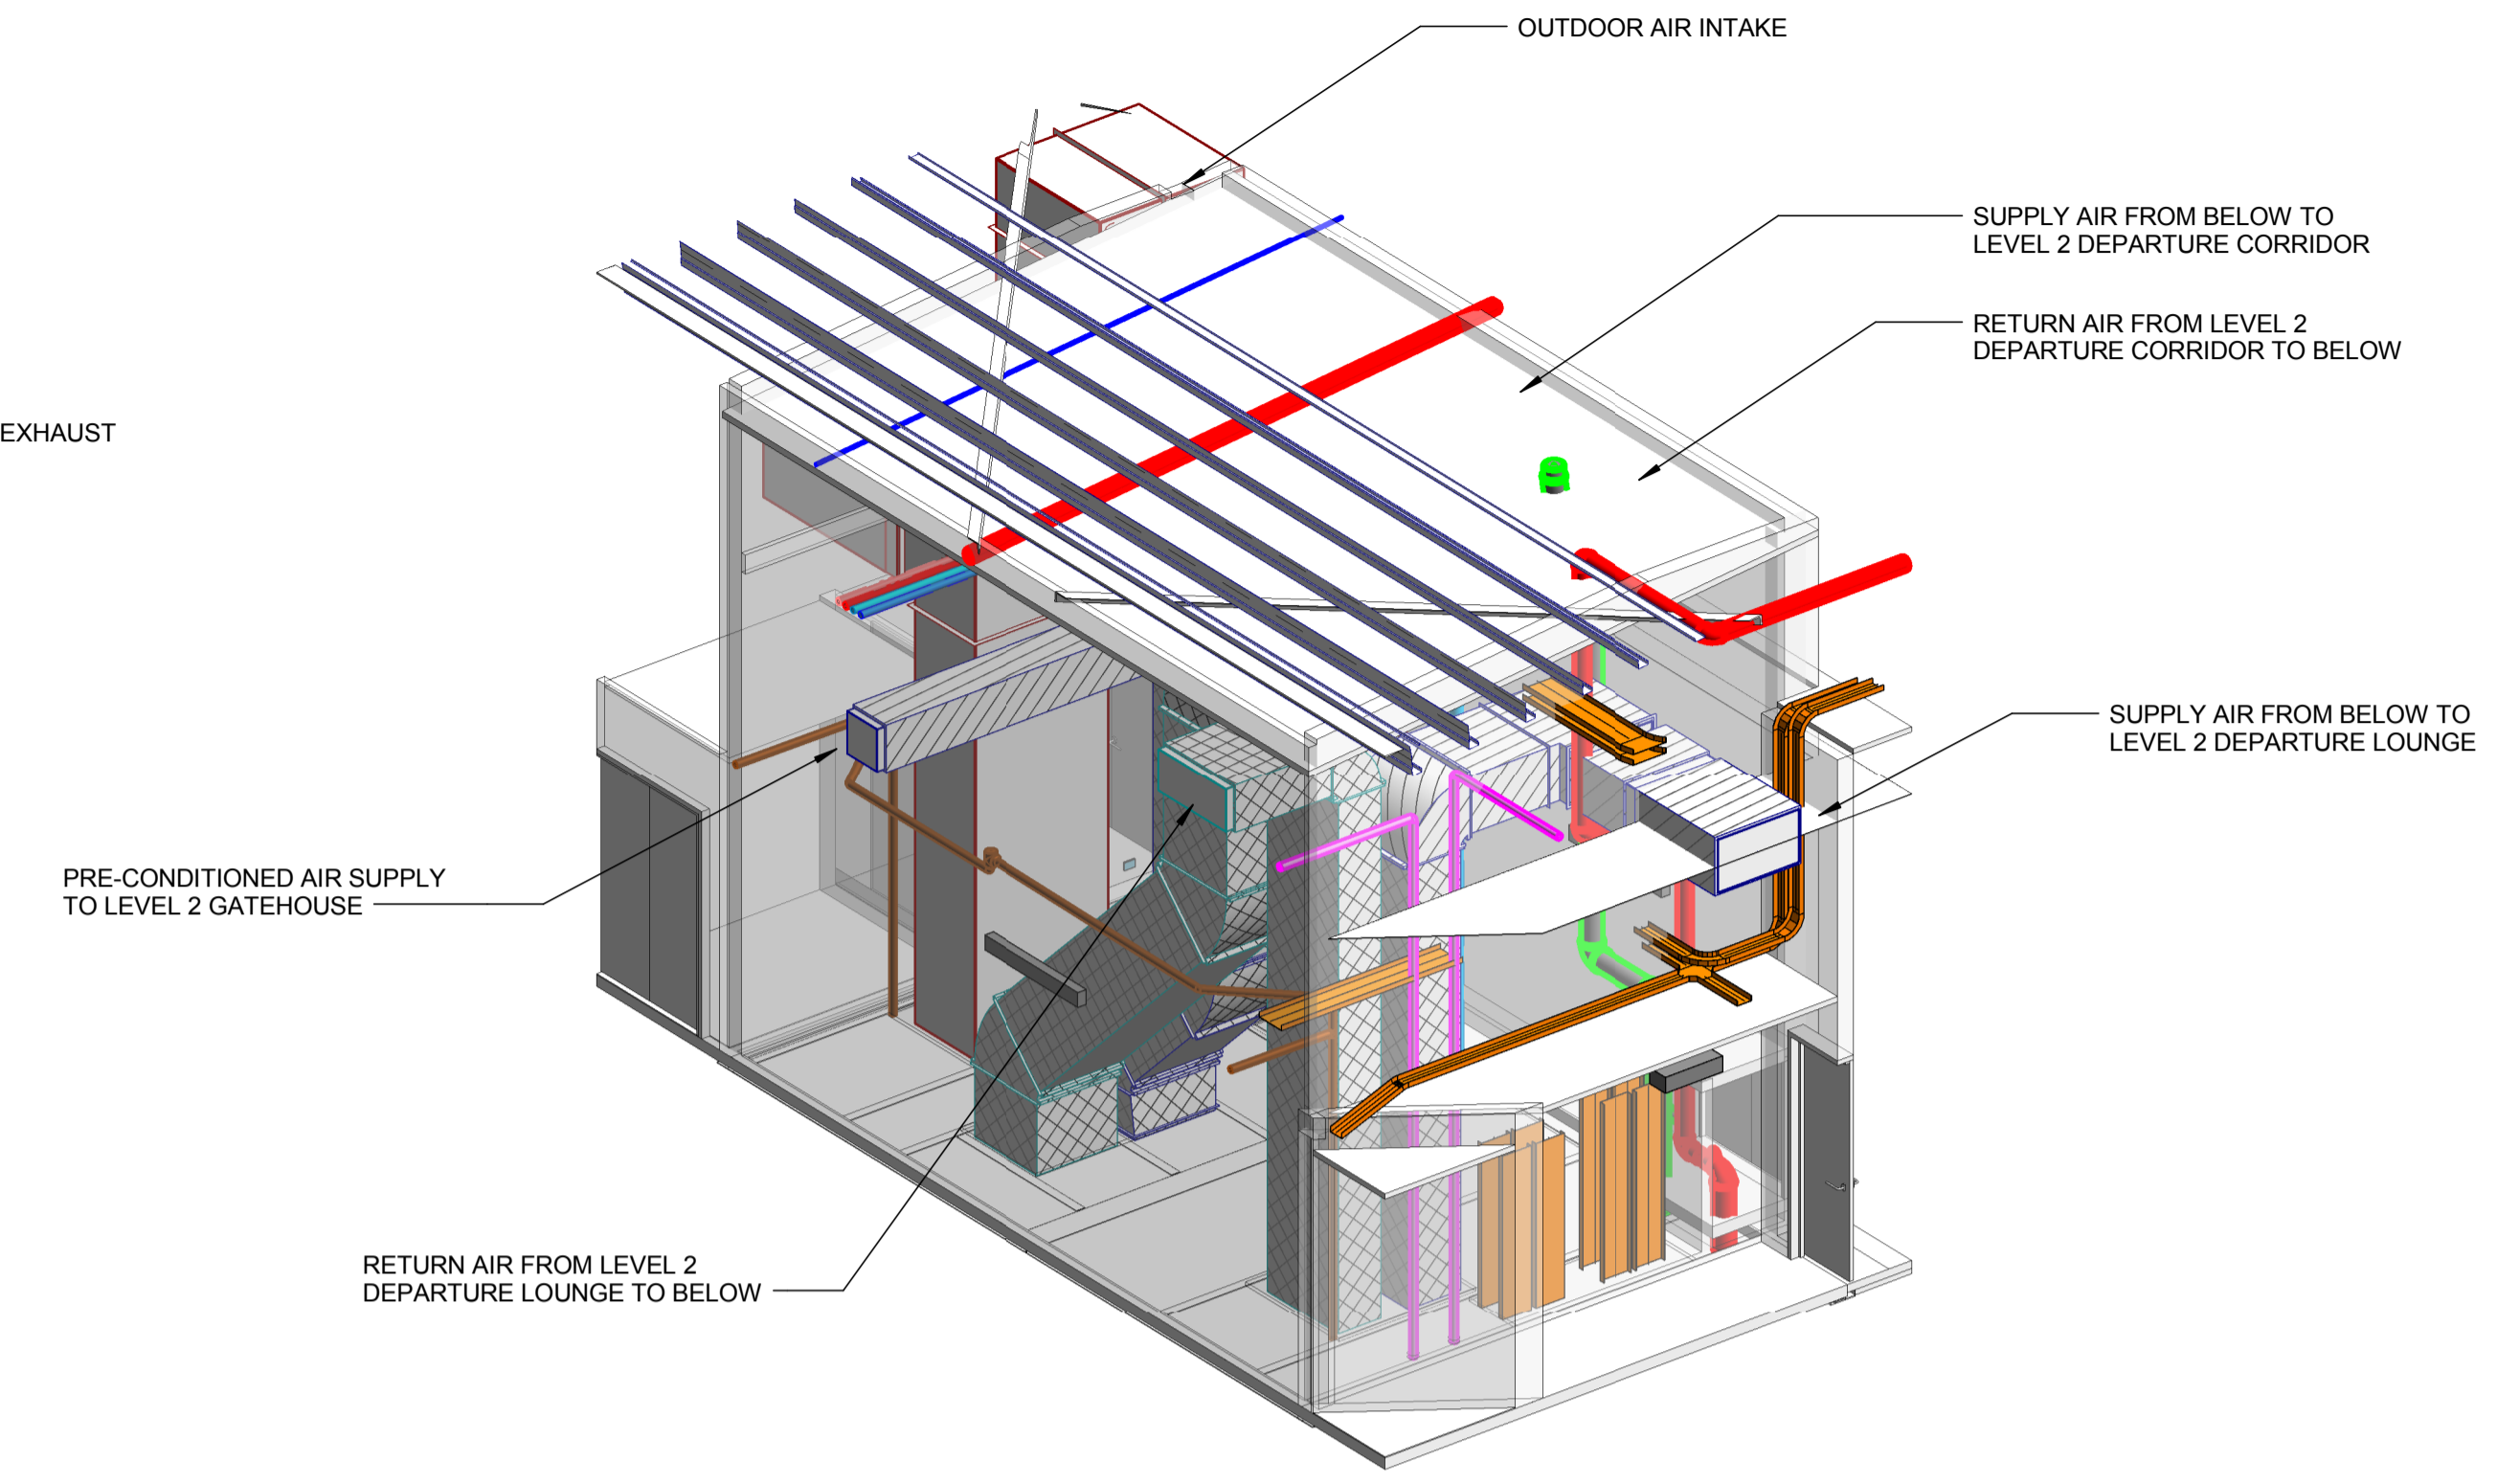 OUTDOOR AIR INTAKE
SUPPLY AIR FROM BELOW TO
LEVEL 2 DEPARTURE CORRIDOR
RETURN AIR FROM LEVEL 2
DEPARTURE CORRIDOR TO BELOW
EXHAUST
SUPPLY AIR FROM BELOW TO
LEVEL 2 DEPARTURE LOUNGE
PRE-CONDITIONED AIR SUPPLY
TO LEVEL 2 GATEHOUSE
RETURN AIR FROM LEVEL 2
DEPARTURE LOUNGE TO BELOW